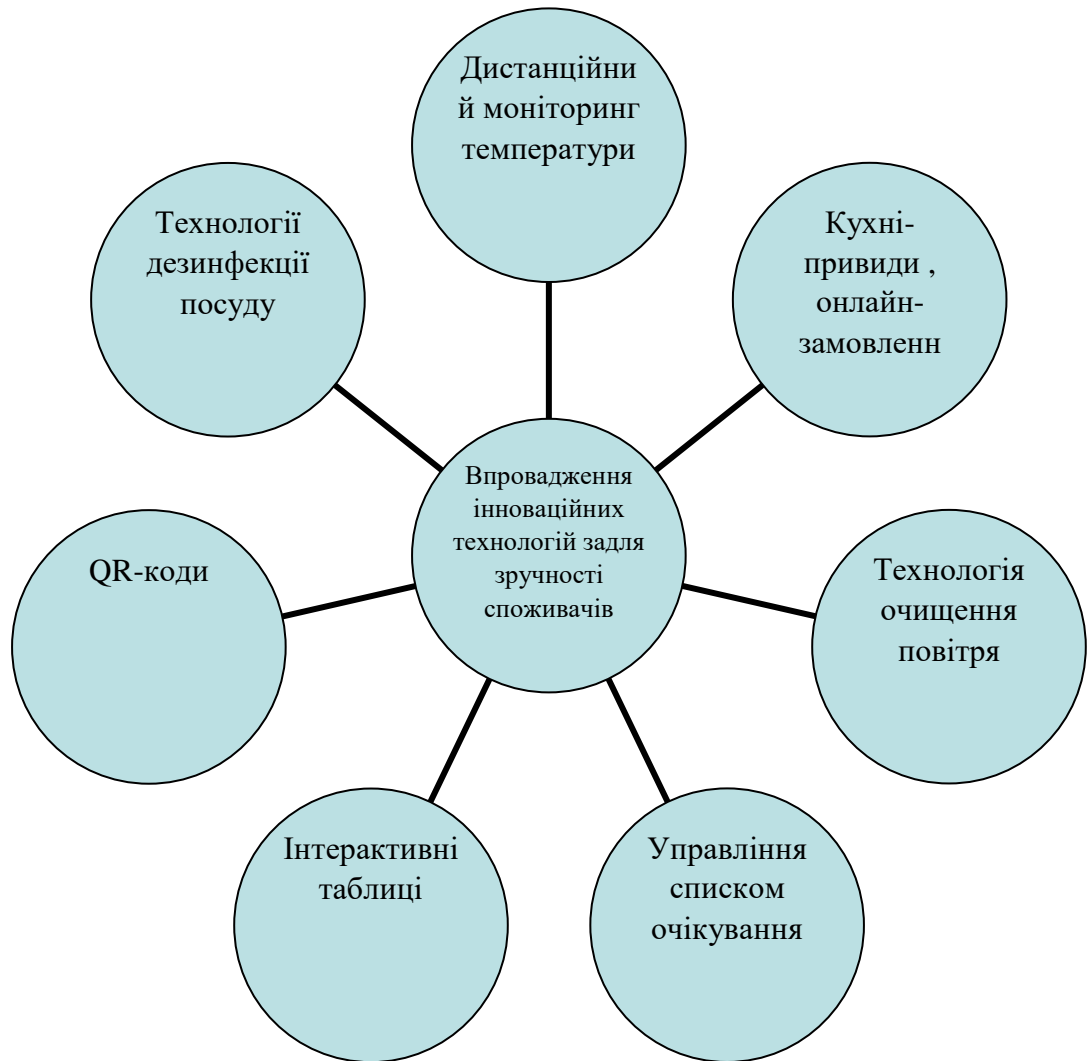 Дистанційни
й моніторинг
температури
Технології
дезинфекції
посуду
Кухні-
привиди ,
онлайн-
замовленн
Впровадження
інноваційних
технологій задля
зручності
споживачів
QR-коди
Технологія
очищення
повітря
Інтерактивні
таблиці
Управління
списком
очікування